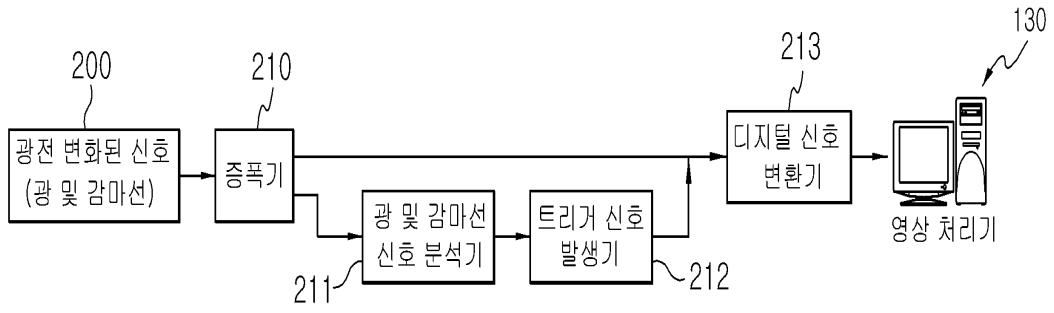 200
광전 변화된 신호
(광 및 감마선)
210
증폭기
211
광 및 감마선
신호 분석기
212
트리거 신호
발생기
213
디지털 신호
변환기
130
영상 처리기